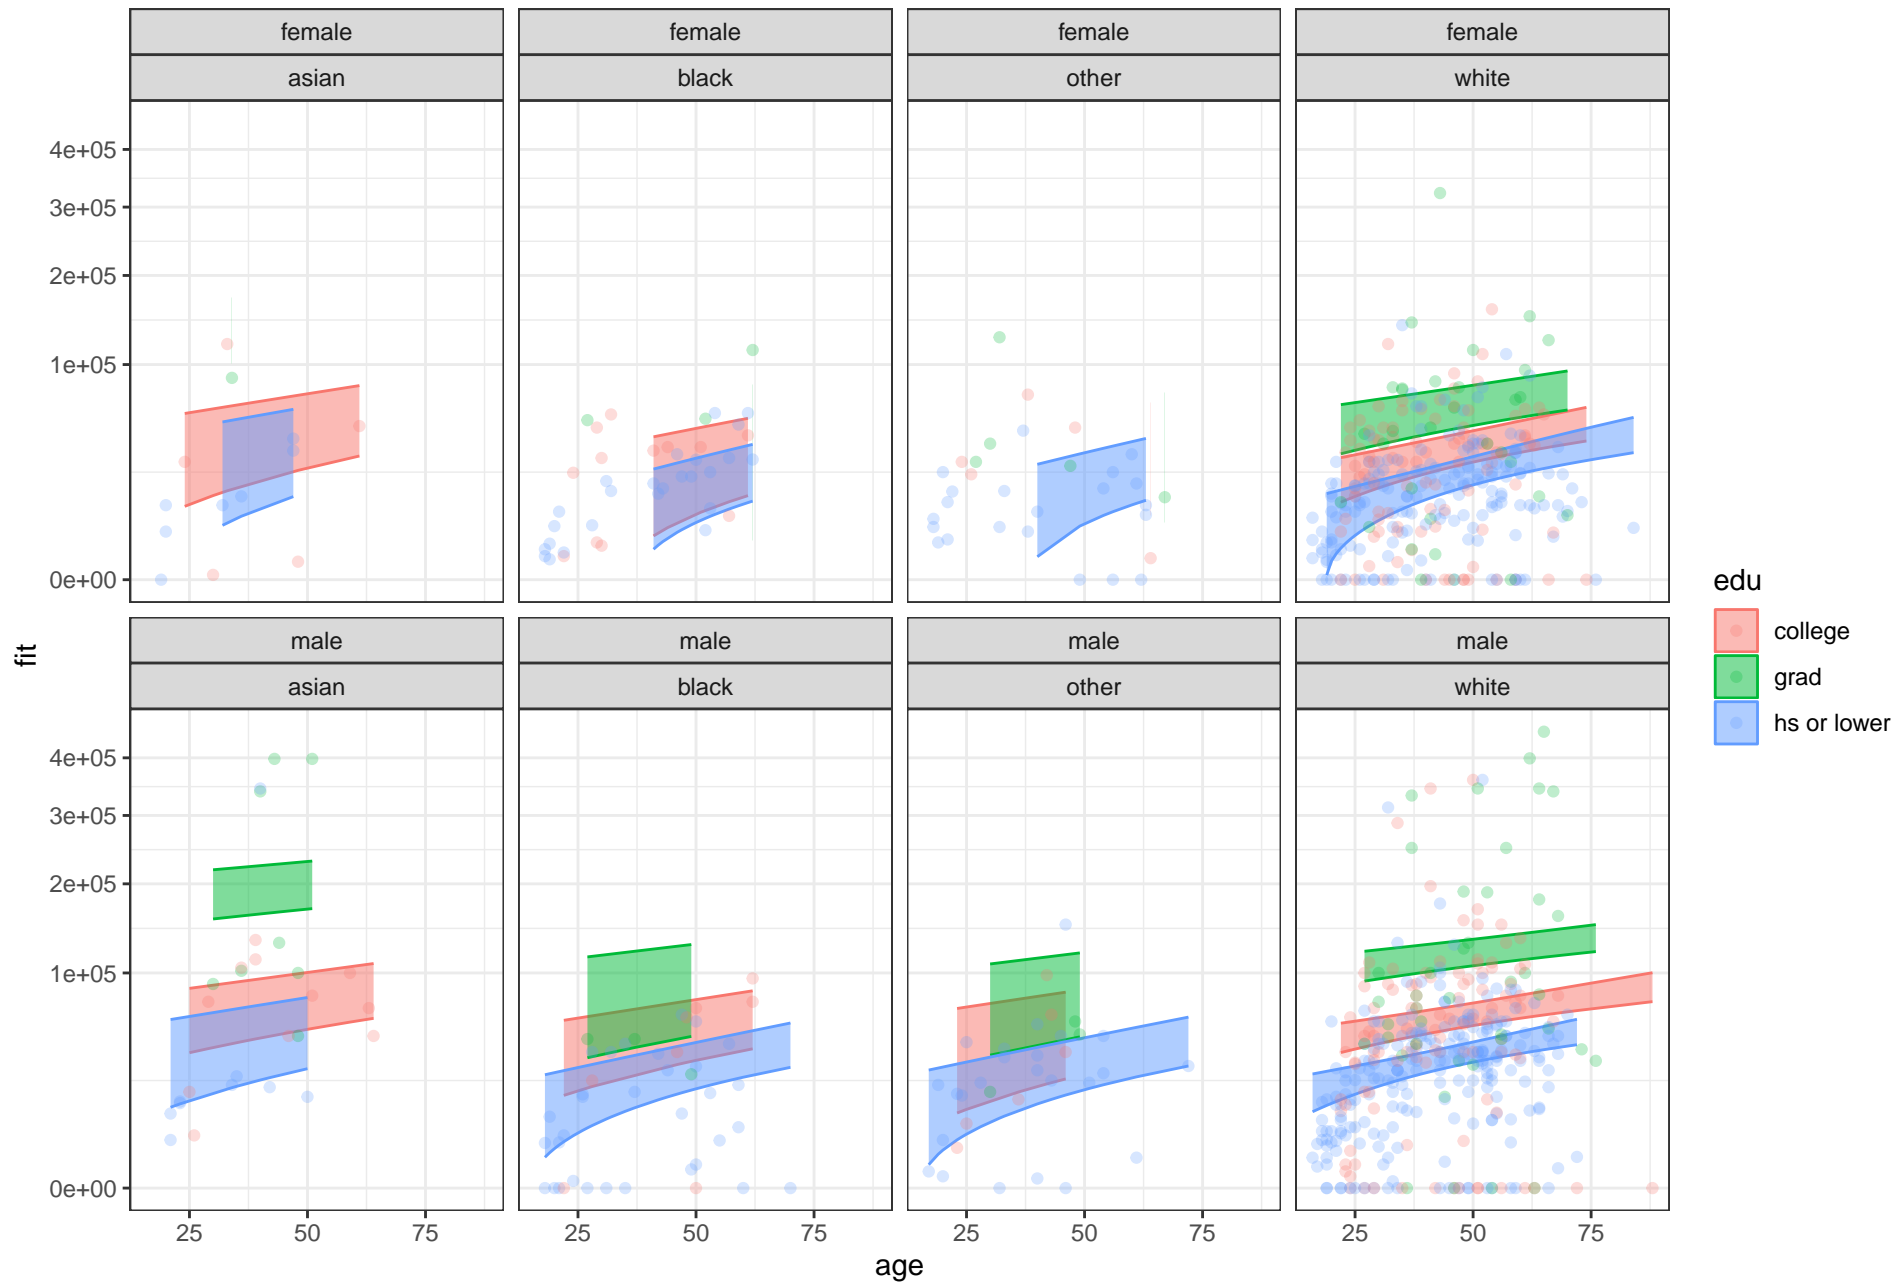 female female female female
asian black other white
4e+05
3e+05
2e+05
1e+05
0e+00
male male male male
asian black other white
4e+05
3e+05
2e+05
1e+05
0e+00
25 50 75 25 50 75 25 50 75 25 50 75
age
fit
edu
college
grad
hs or lower